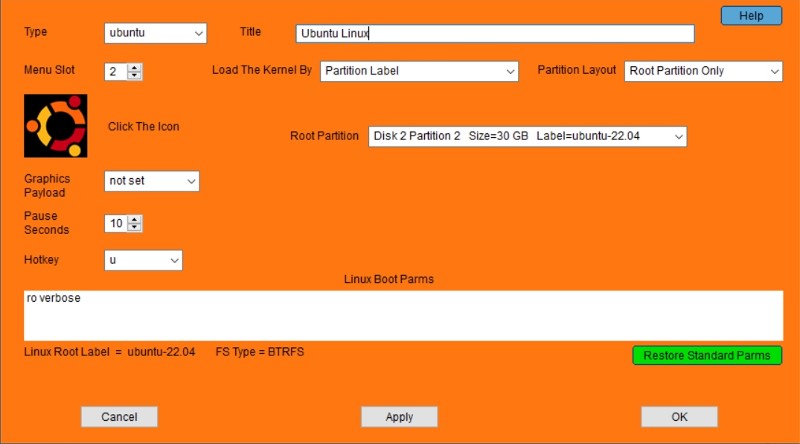 Help
Type ubuntu Title Ubuntu Linux
Menu Slot 2 Load The Kernel By Partition Label Partition Layout Root Partition Only
Click The Icon
Root Partition Disk 2 Partition 2 Size=30 GB Label=ubuntu-22.04
Graphics
Payload
not set
Pause
Seconds
10
Hotkey u
Linux Boot Parms
ro verbose
Linux Root Label = ubuntu-22.04 FS Type = BTRFS
Restore Standard Parms
Cancel Apply OK